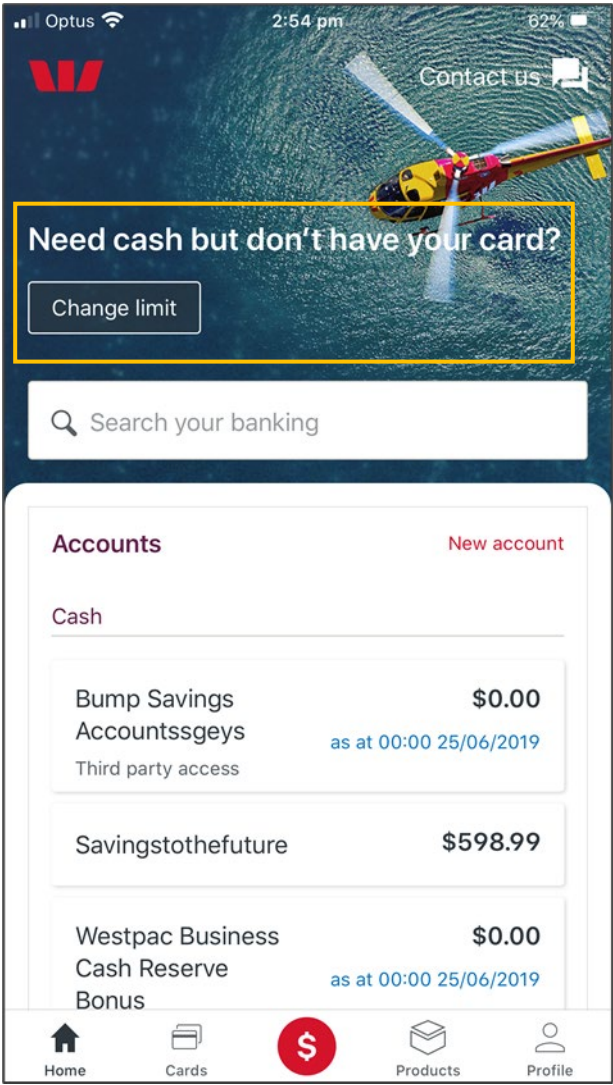 Optus 2:54 pm 62%
Contact us
Need cash but don't have your card?
Change limit
Search your banking
Accounts New account
Cash
Bump Savings $0.00
Accountssgeys as at 00:00 25/06/2019
Third party access
Savingstothefuture $598.99
Westpac Business $0.00
Cash Reserve as at 00:00 25/06/2019
Bonus
$
Home Cards Products Profile